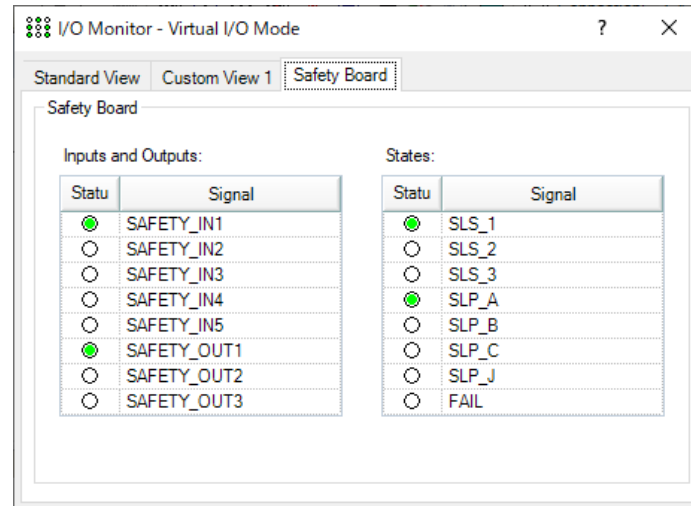 I/O Monitor - Virtual I/O Mode ?
Standard View Custom View 1 Safety Board
Safety Board
Inputs and Outputs: States:
Statu Signal Statu Signal
SAFETY_IN1 SLS_1
SAFETY_IN2 SLS_2
SAFETY_IN3 SLS_3
SAFETY_IN4 SLP_A
SAFETY_IN5 SLP_B
SAFETY_OUT1 SLP_C
SAFETY_OUT2 SLP_J
SAFETY_OUT3 FAIL